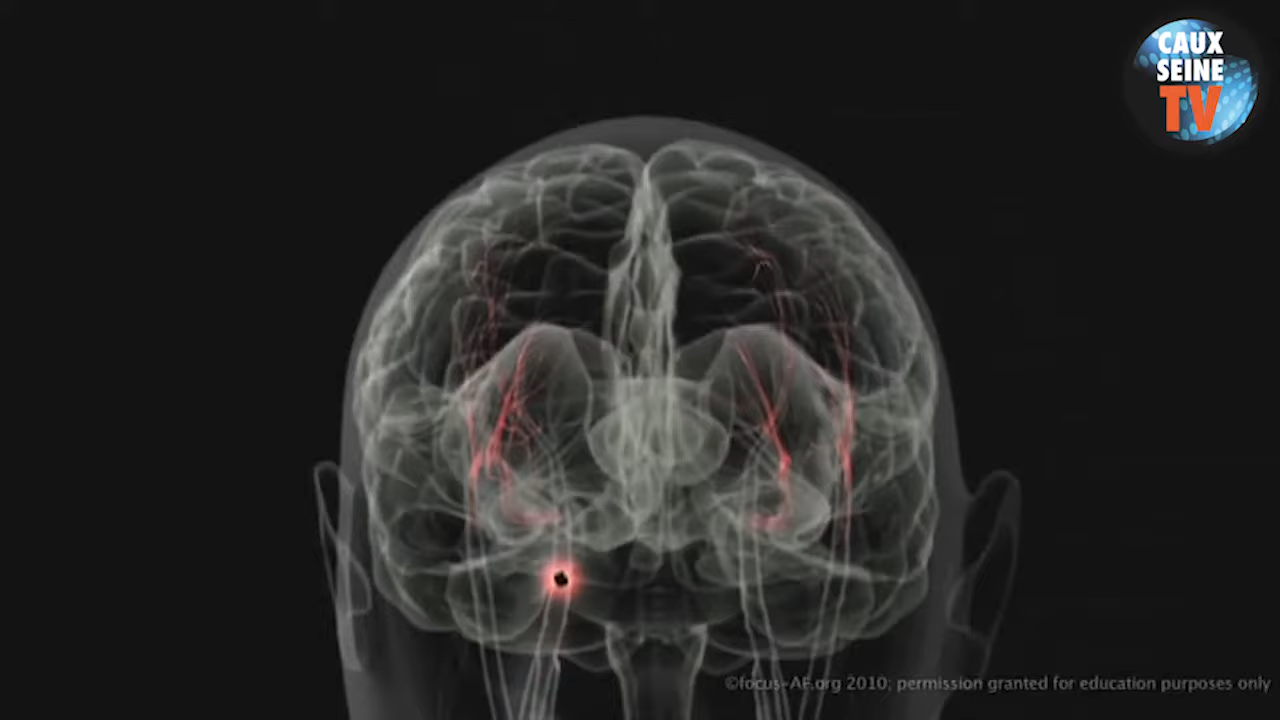 CAUX
SEINE
TV
©focus-AF.org 2010; permission granted for education purposes only